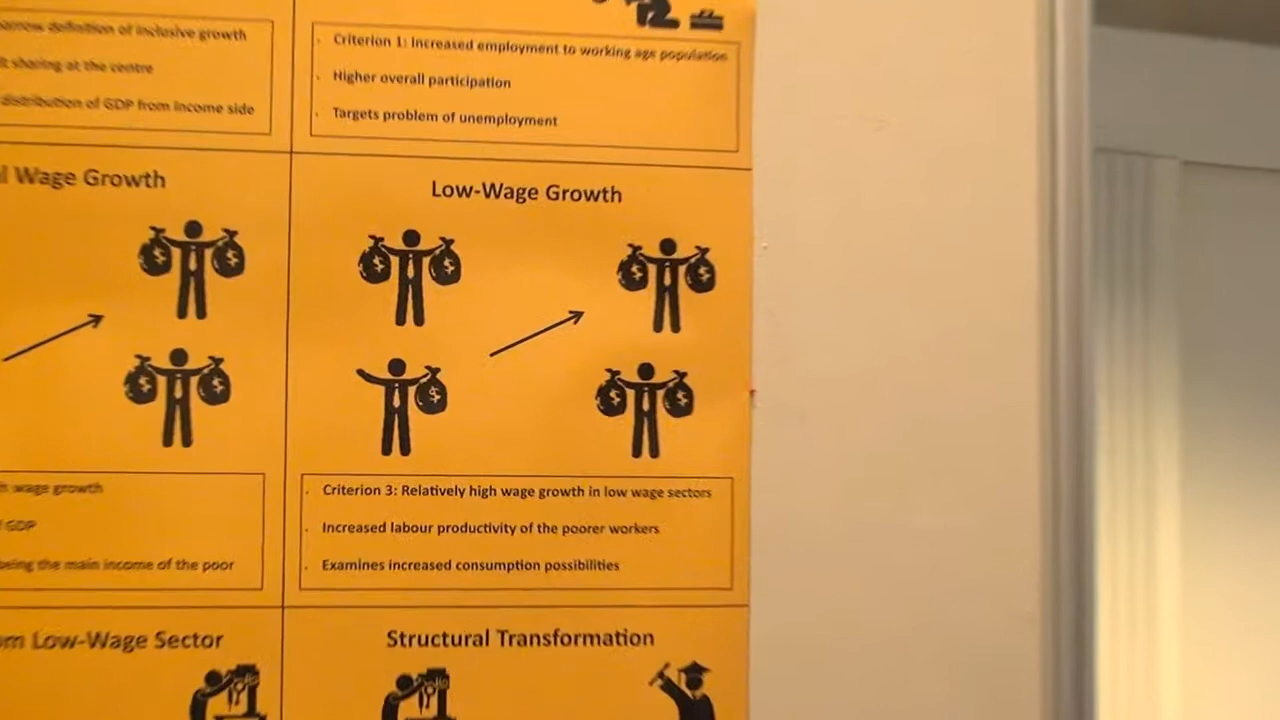 narrow definition of inclusive growth
sharing at the centre
distribution of GDP from income side
Criterion 1: Increased employment to working age population
Higher overall participation
Targets problem of unemployment
Wage Growth
Low-Wage Growth
$ $
$ $
$ $
$ $
$
$ $
wage growth
GDP
being the main income of the poor
Criterion 3: Relatively high wage growth in low wage sectors
Increased labour productivity of the poorer workers
Examines increased consumption possibilities
Low-Wage Sector
Structural Transformation